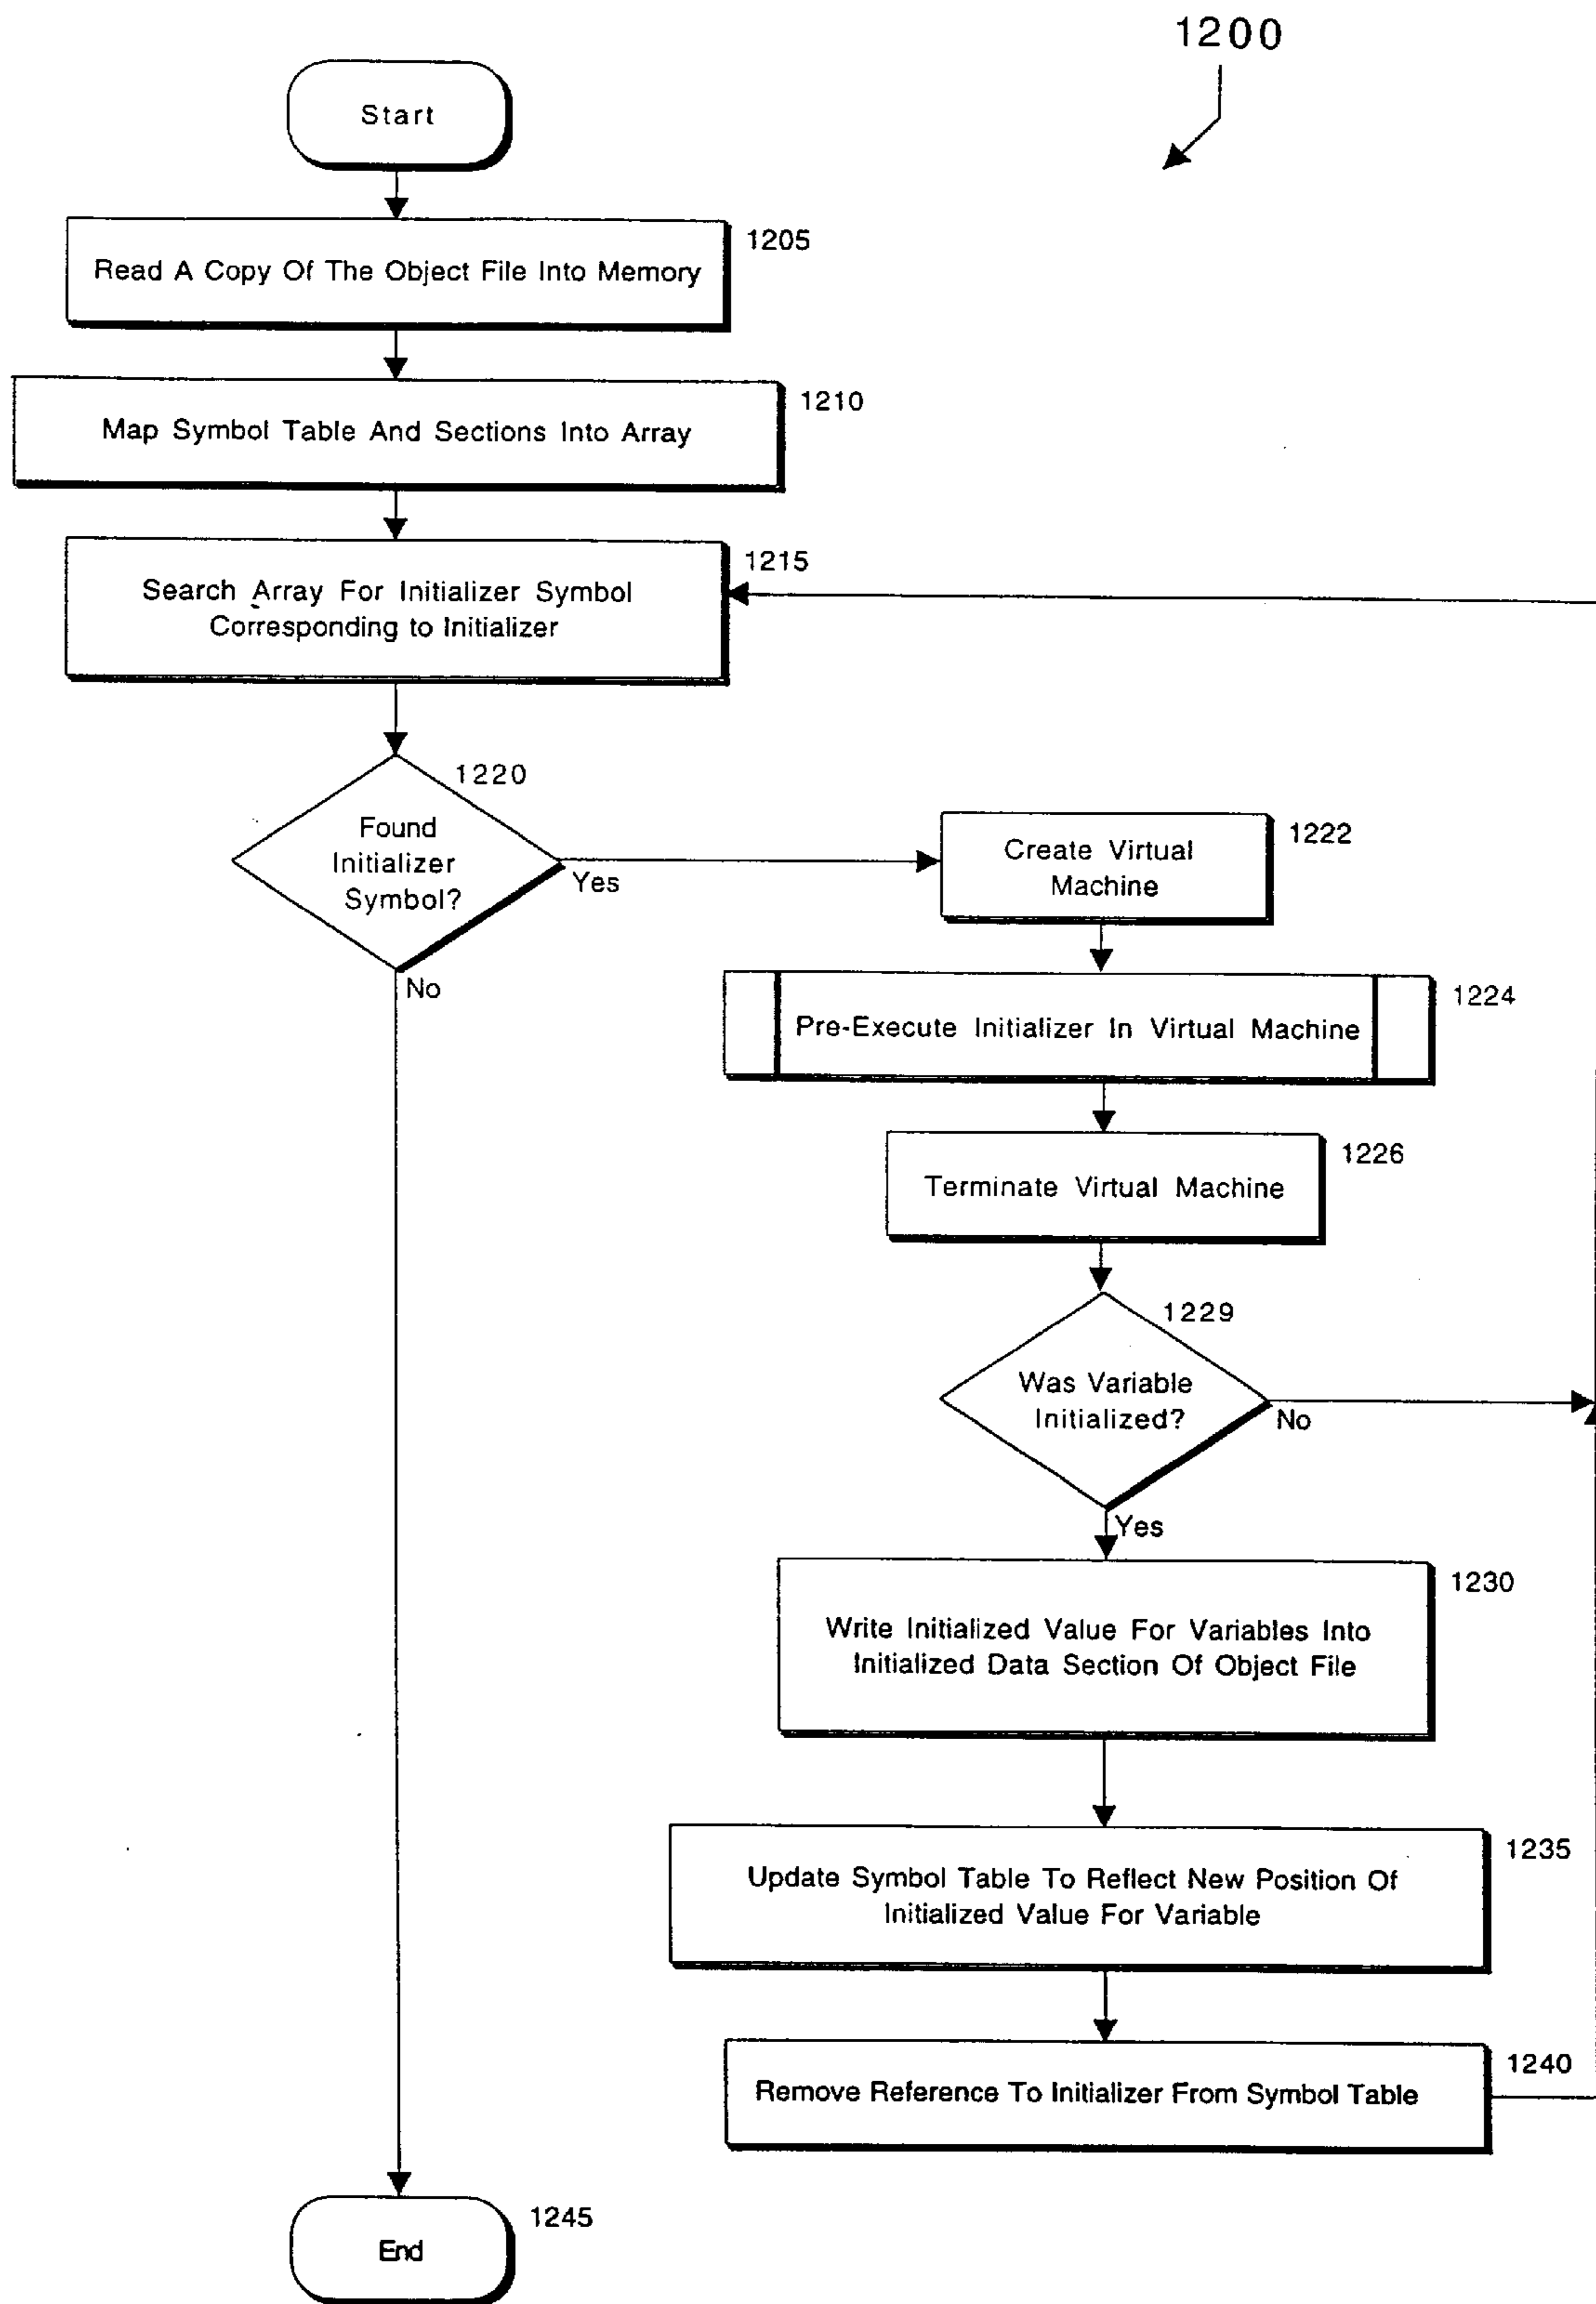 1200
Start
1205
Read A Copy Of The Object File Into Memory
1210
Map Symbol Table And Sections Into Array
1215
Search Array For Initializer Symbol
Corresponding to Initializer
1220
Found
Initializer
Symbol?
Yes
No
1222
Create Virtual
Machine
1224
Pre-Execute Initializer In Virtual Machine
1226
Terminate Virtual Machine
1229
Was Variable
Initialized?
No
Yes
1230
Write Initialized Value For Variables Into
Initialized Data Section Of Object File
1235
Update Symbol Table To Reflect New Position Of
Initialized Value For Variable
1240
Remove Reference To Initializer From Symbol Table
1245
End